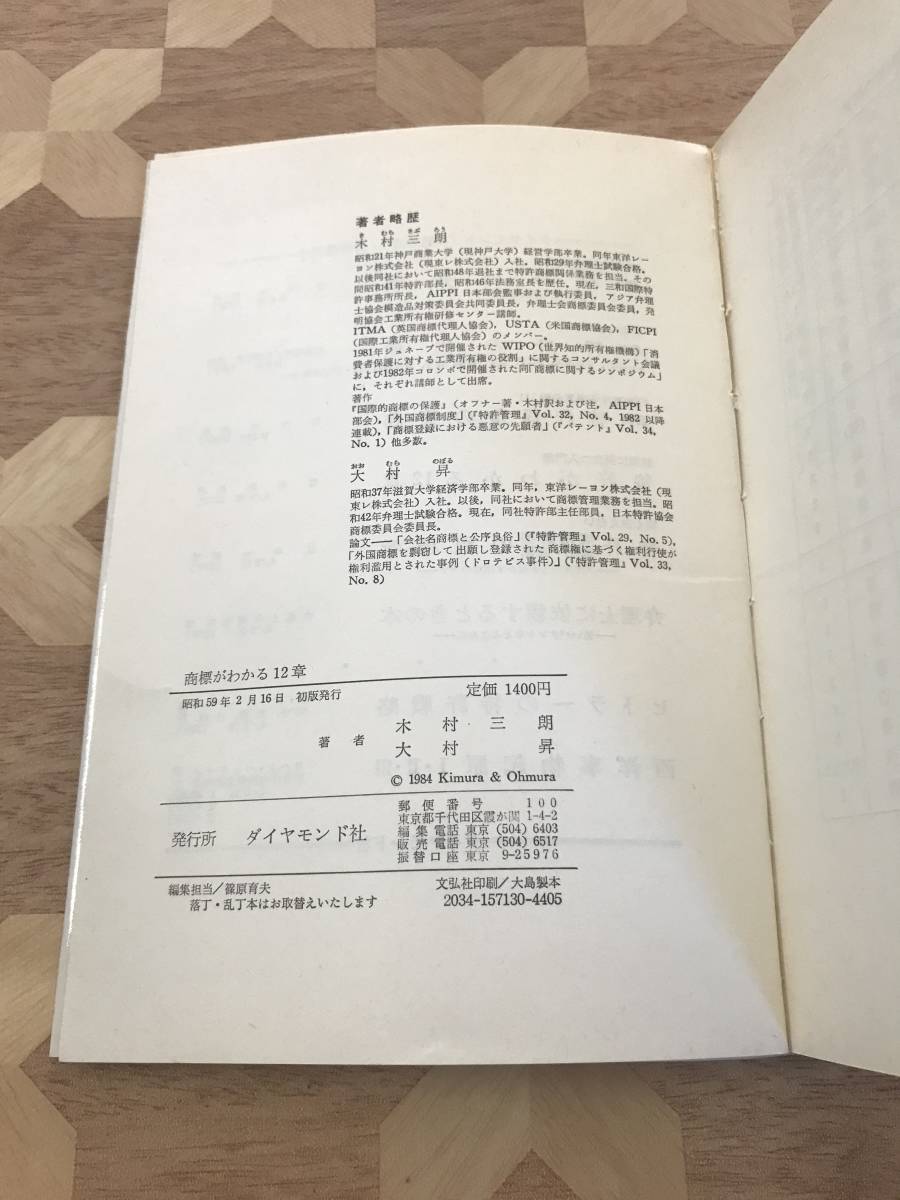 著者略歴
き むら さぶ ろう
木村三朗
昭和21年神戸商業大学（現神戸大学）経営学部卒業。同年東洋レー
ヨン株式会社（現東レ株式会社）入社。昭和29年弁理士試験合格。
以後同社において昭和48年退社まで特許商標関係業務を担当。その
間昭和41年特許部長，昭和46年法務室長を歴任。現在，三和国際特
許事務所所長，AIPPI 日本部会監事および執行委員，アジア弁理
士協会模造品対策委員会共同委員長，弁理士会商標委員会委員，発
明協会工業所有権研修センター講師。
ITMA（英国商標代理人協会），USTA（米国商標協会），FICPI
（国際工業所有権代理人協会）のメンバー。
1981年ジュネーブで開催された WIPO（世界知的所有権機構）「消
費者保護に対する工業所有権の役割」に関するコンサルタント会議
および1982年コロンボで開催された同「商標に関するシンポジウム」
に，それぞれ講師として出席。
著作
『国際的商標の保護』（オフナー著・木村訳および注，AIPPI 日本
部会），「外国商標制度」（『特許管理』Vol. 32, No. 4, 1982 以降
連載），「商標登録における悪意の先願者」（『パテント』Vol. 34,
No. 1）他多数。
おお むら のぼる
大村 昇
昭和37年滋賀大学経済学部卒業。同年，東洋レーヨン株式会社（現
東レ株式会社）入社。以後，同社において商標管理業務を担当。昭
和42年弁理士試験合格。現在，同社特許部主任部員，日本特許協会
商標委員会委員長。
論文──「会社名商標と公序良俗」（『特許管理』Vol. 29, No. 5），
「外国商標を剽窃して出願し登録された商標権に基づく権利行使が
権利濫用とされた事例（ドロテビス事件）」（『特許管理』Vol. 33,
No. 8）
商標がわかる12章
昭和59年2月16日 初版発行 定価 1400円
著者 木村三朗
大村 昇
© 1984 Kimura & Ohmura
発行所 ダイヤモンド社
郵便番号 100
東京都千代田区霞が関1-4-2
編集電話 東京 (504) 6403
販売電話 東京 (504) 6517
振替口座 東京 9-25976
編集担当/篠原育夫 文弘社印刷/大島製本
落丁・乱丁本はお取替えいたします 2034-157130-4405